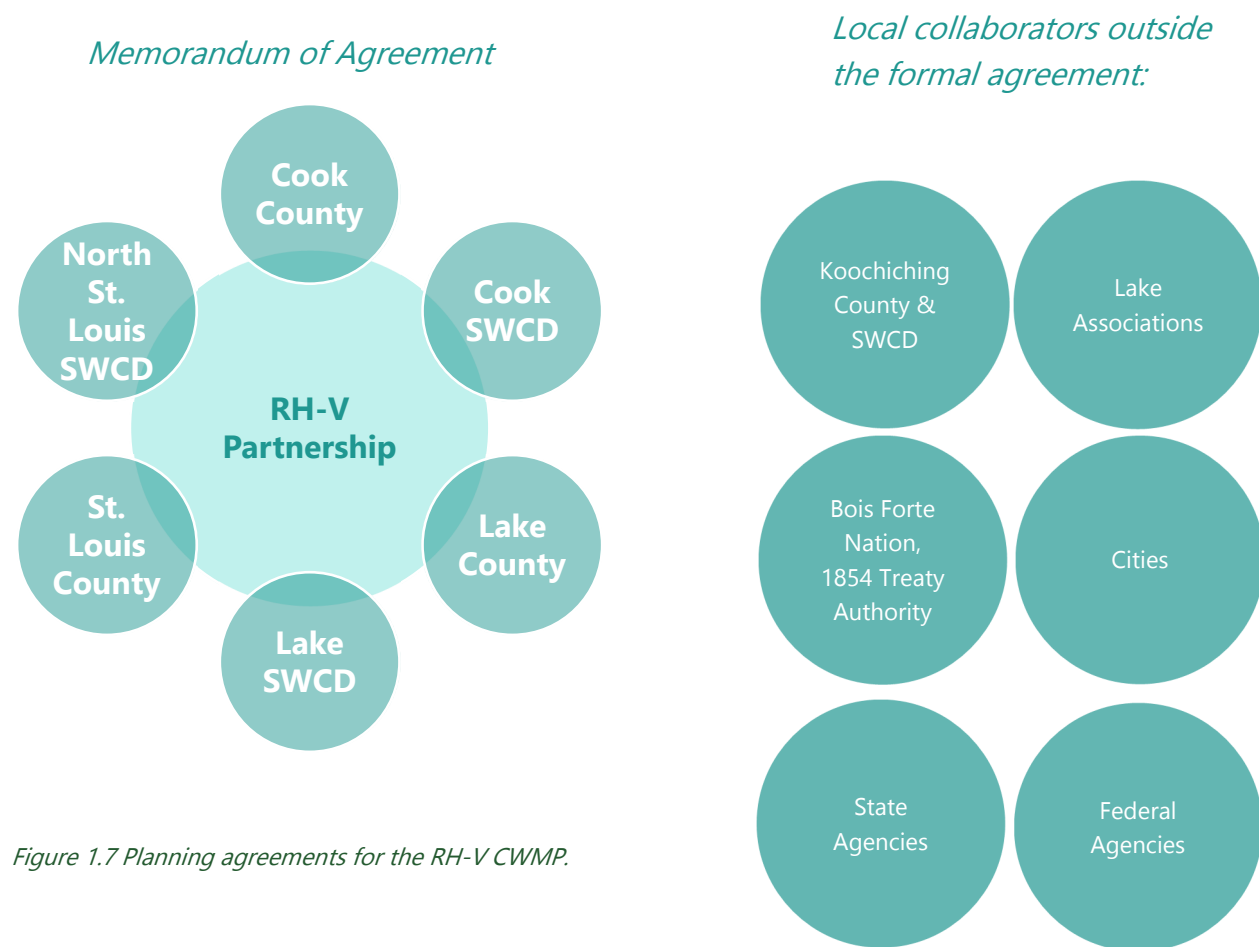 Memorandum of Agreement
Cook
County
Cook
SWCD
Lake
County
Lake
SWCD
St.
Louis
County
North
St.
Louis
SWCD
RH-V
Partnership
Figure 1.7 Planning agreements for the RH-V CWMP.
Local collaborators outside
the formal agreement:
Koochiching
County &
SWCD
Lake
Associations
Bois Forte
Nation,
1854 Treaty
Authority
Cities
State
Agencies
Federal
Agencies